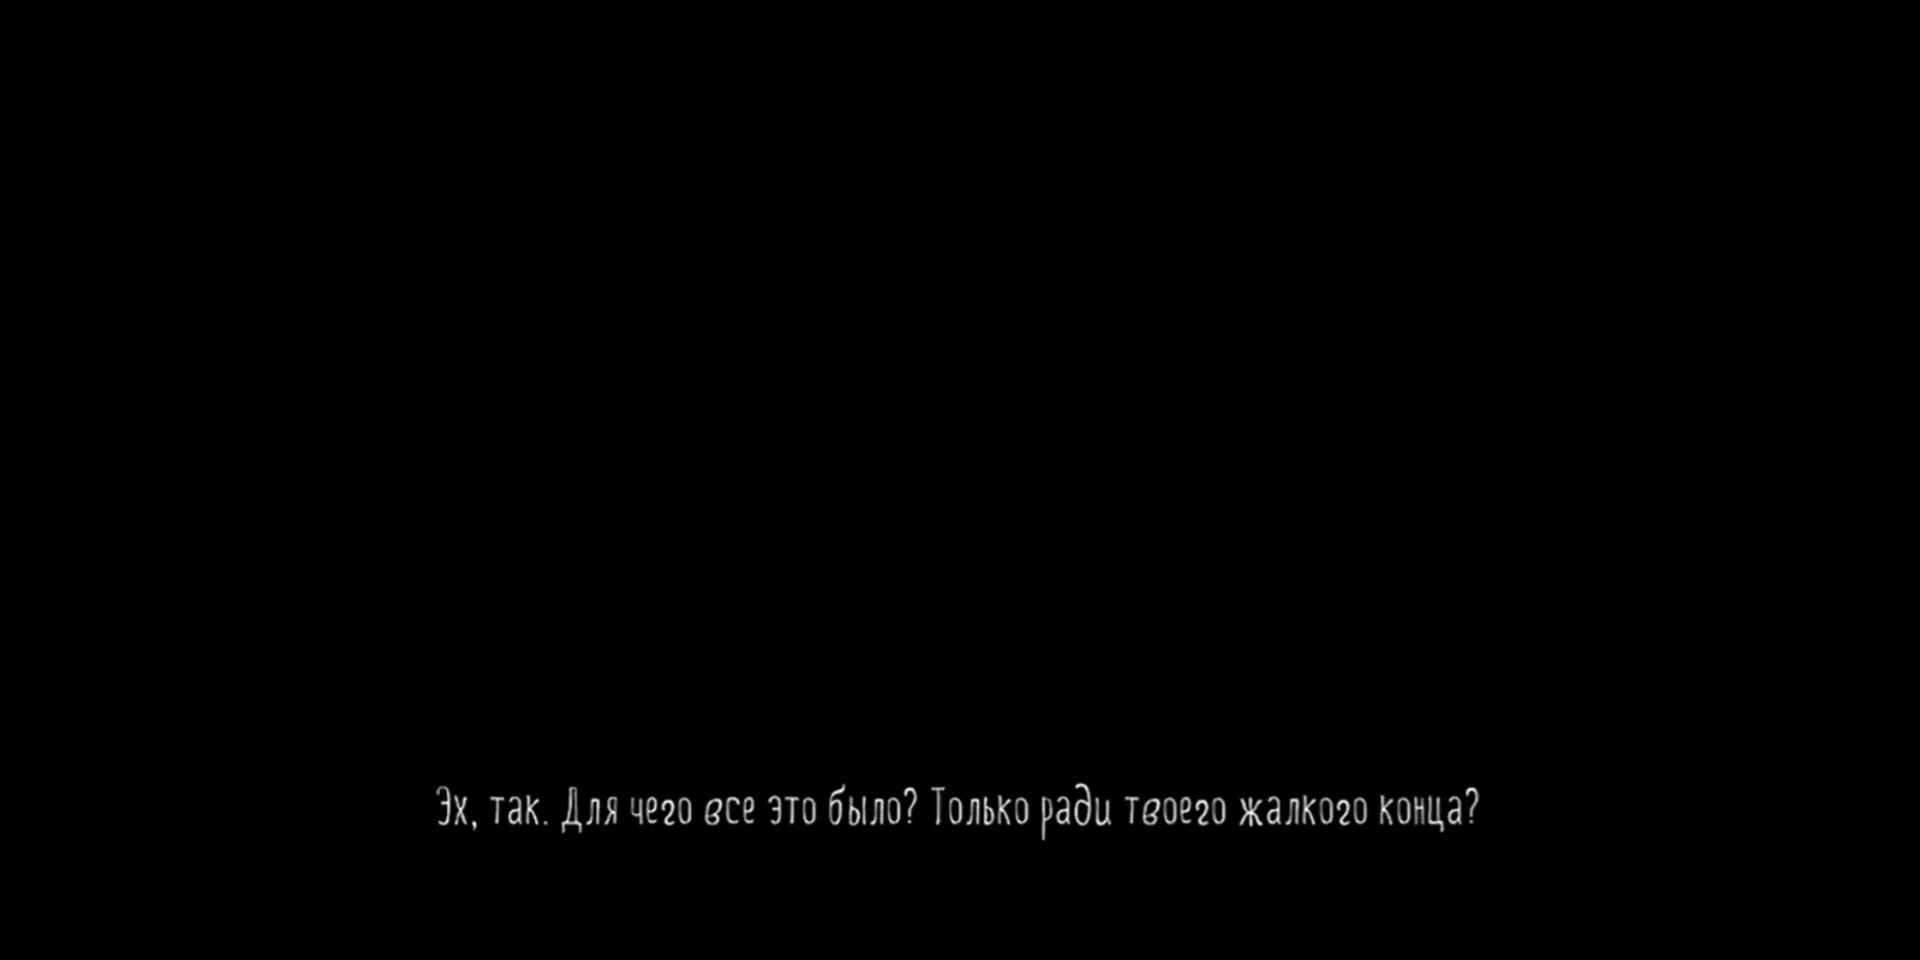 Эх, так. Для чего все это было? Только ради твоего жалкого конца?